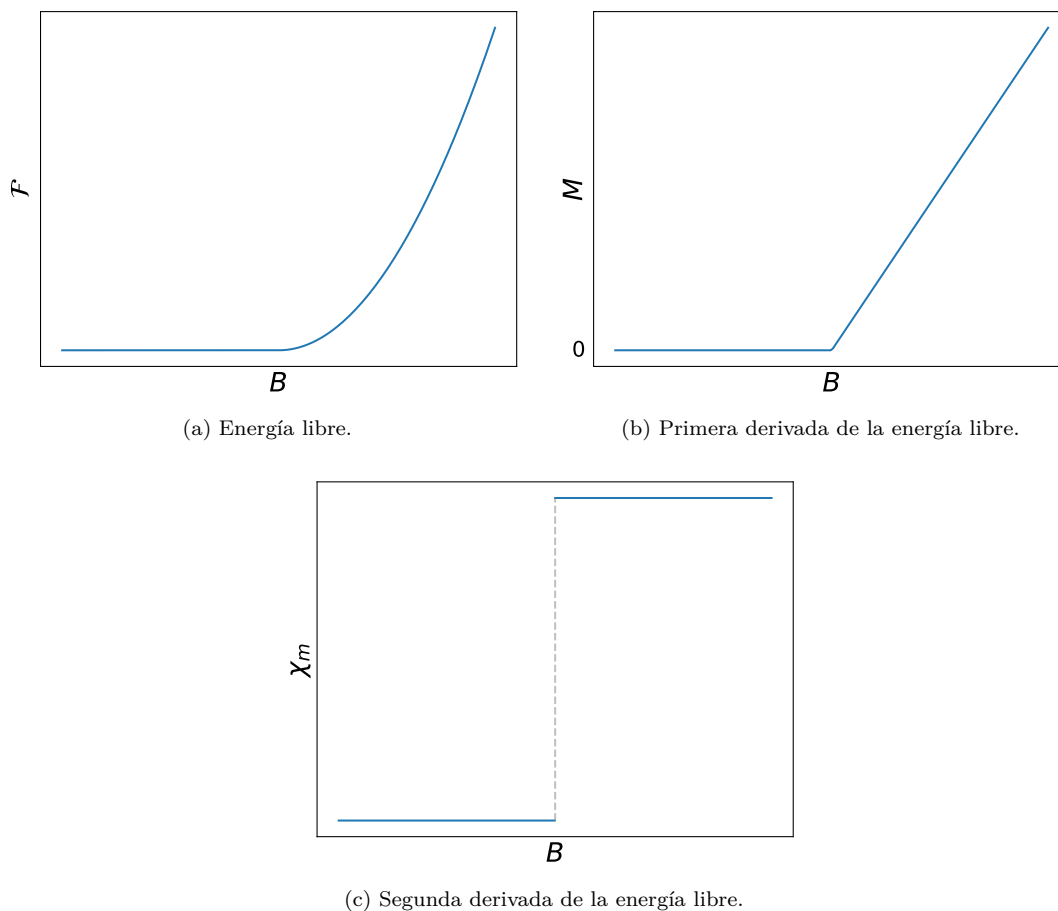 𝓕
B
(a) Energía libre.
M
0
B
(b) Primera derivada de la energía libre.
χm
B
(c) Segunda derivada de la energía libre.